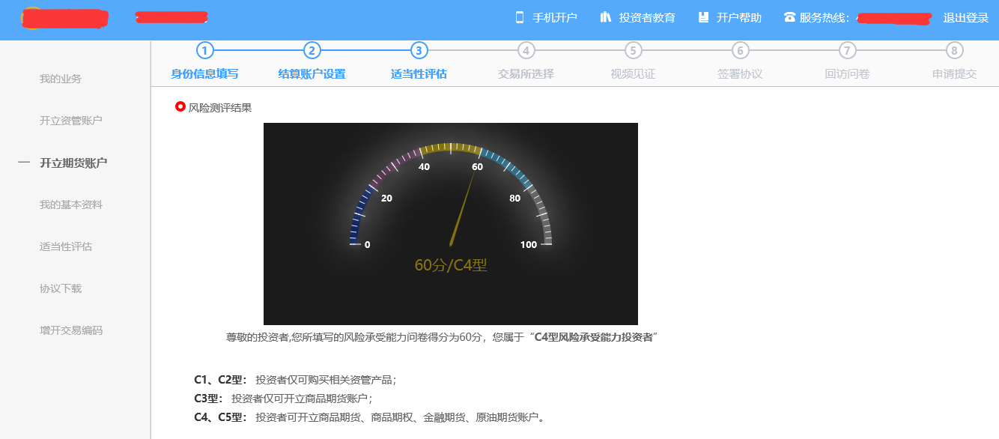 手机开户 投资者教育 开户帮助 服务热线: 退出登录
1 2 3 4 5 6 7 8
身份信息填写 结算账户设置 适当性评估 交易所选择 视频见证 签署协议 回访问卷 申请提交
我的业务
开立资管账户
开立期货账户
我的基本资料
适当性评估
协议下载
增开交易编码
风险测评结果
40 60
20 80
0 100
60分/C4型
尊敬的投资者,您所填写的风险承受能力问卷得分为60分，您属于“C4型风险承受能力投资者”
C1、C2型： 投资者仅可购买相关资管产品；
C3型： 投资者仅可开立商品期货账户；
C4、C5型： 投资者可开立商品期货、商品期权、金融期货、原油期货账户。